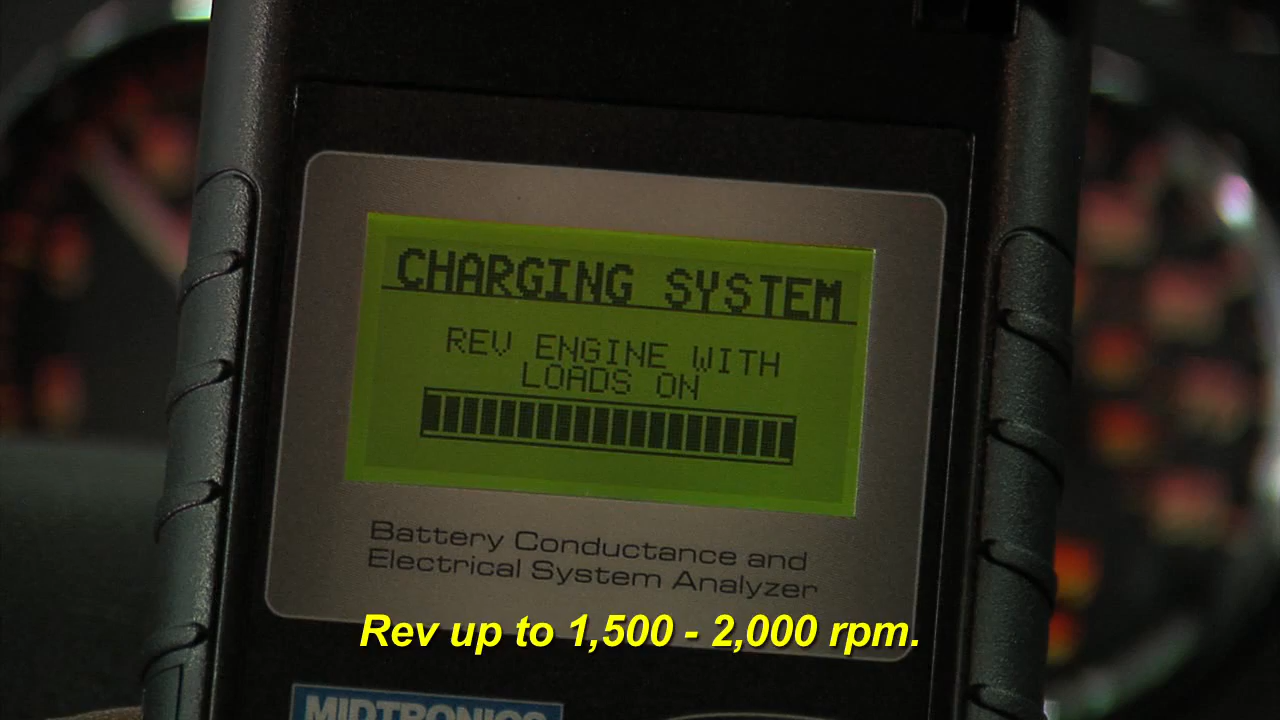 CHARGING SYSTEM
REV ENGINE WITH
LOADS ON
Battery Conductance and
Electrical System Analyzer
Rev up to 1,500 - 2,000 rpm.
MIDTRONICS